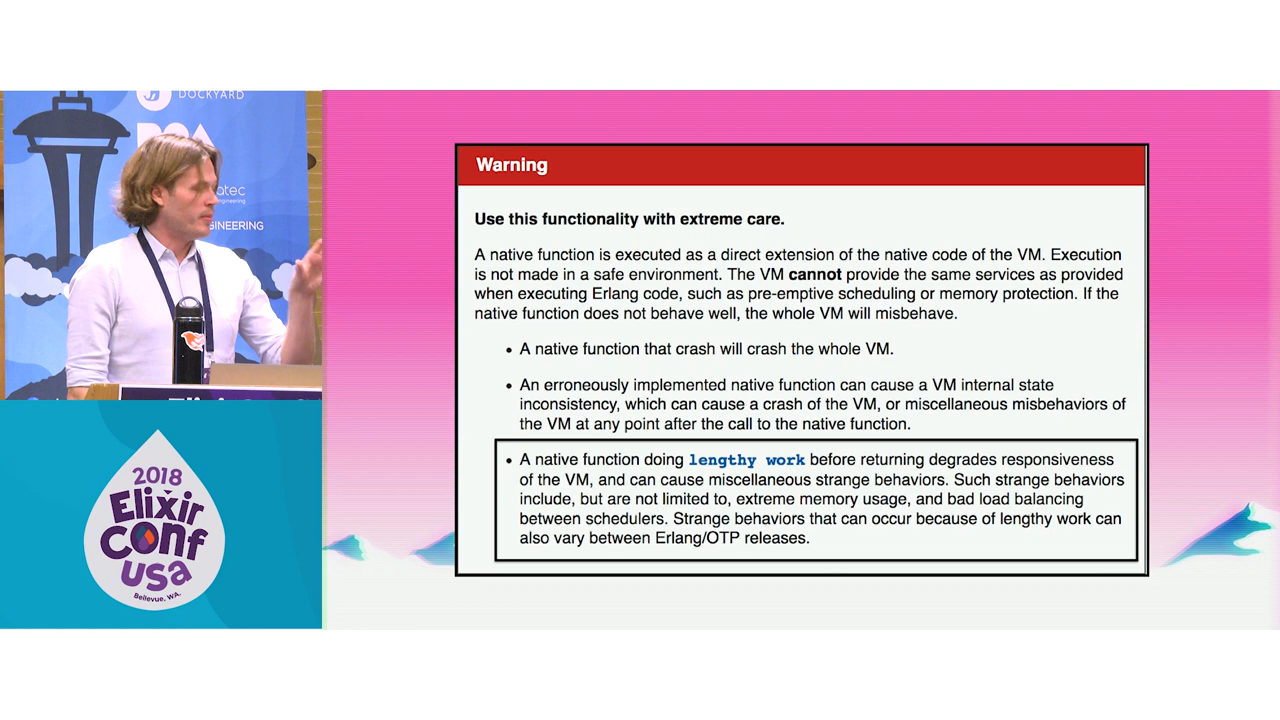 DOCKYARD
GINEERING
Warning
Use this functionality with extreme care.
A native function is executed as a direct extension of the native code of the VM. Execution
is not made in a safe environment. The VM cannot provide the same services as provided
when executing Erlang code, such as pre-emptive scheduling or memory protection. If the
native function does not behave well, the whole VM will misbehave.
• A native function that crash will crash the whole VM.
• An erroneously implemented native function can cause a VM internal state
inconsistency, which can cause a crash of the VM, or miscellaneous misbehaviors of
the VM at any point after the call to the native function.
• A native function doing lengthy work before returning degrades responsiveness
of the VM, and can cause miscellaneous strange behaviors. Such strange behaviors
include, but are not limited to, extreme memory usage, and bad load balancing
between schedulers. Strange behaviors that can occur because of lengthy work can
also vary between Erlang/OTP releases.
2018
Elixir
Conf
USA
Bellevue, WA.